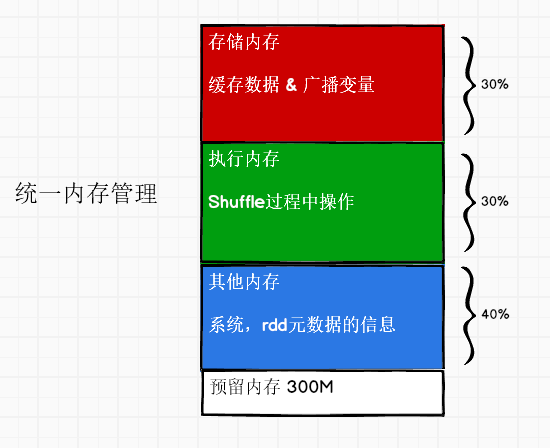 存储内存
缓存数据 & 广播变量
30%
执行内存
统一内存管理
Shuffle过程中操作
30%
其他内存
系统，rdd元数据的信息
40%
预留内存 300M